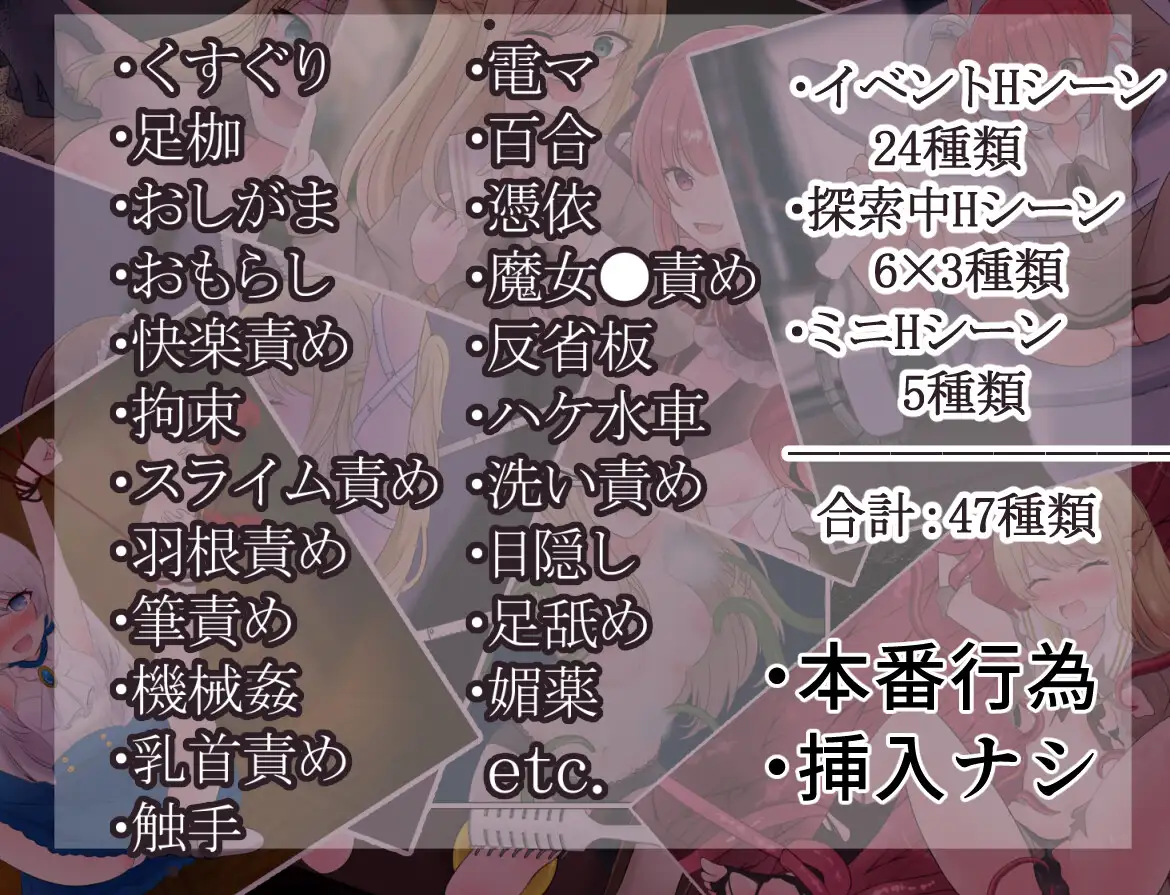 ・くすぐり
・足枷
・おしがま
・おもらし
・快楽責め
・拘束
・スライム責め
・羽根責め
・筆責め
・機械姦
・乳首責め
・触手
・電マ
・百合
・憑依
・魔女●責め
・反省板
・ハケ水車
・洗い責め
・目隠し
・足舐め
・媚薬
etc.
・イベントHシーン
24種類
・探索中Hシーン
6×3種類
・ミニHシーン
5種類
合計：47種類
・本番行為
・挿入ナシ